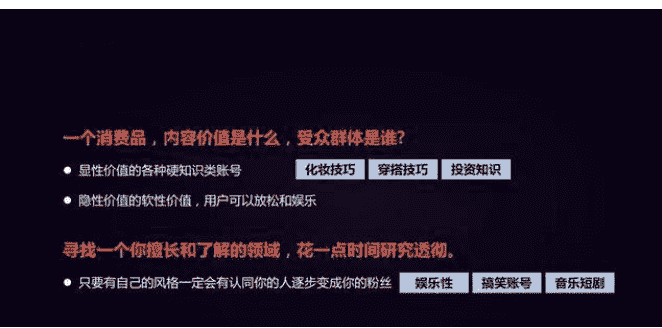 一个消费品，内容价值是什么，受众群体是谁?
● 显性价值的各种硬知识类账号 化妆技巧 穿搭技巧 投资知识
● 隐性价值的软性价值，用户可以放松和娱乐
寻找一个你擅长和了解的领域，花一点时间研究透彻。
● 只要有自己的风格一定会有认同你的人逐步变成你的粉丝 娱乐性 搞笑账号 音乐短剧